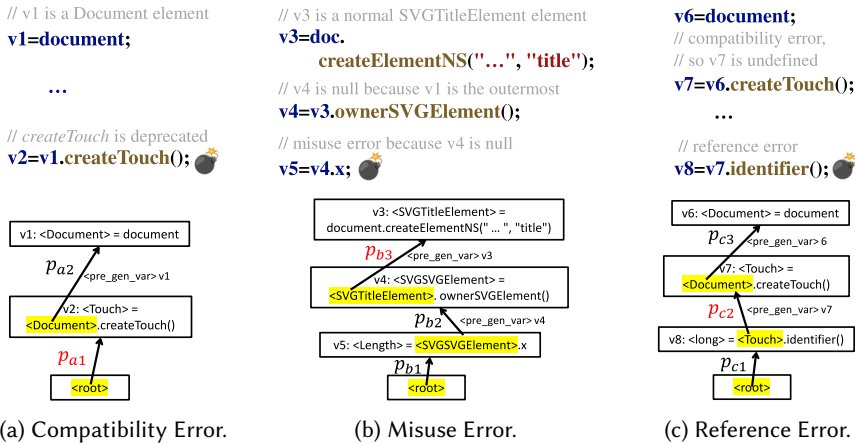 // v1 is a Document element
v1=document;
...
// createTouch is deprecated
v2=v1.createTouch();
v1: <Document> = document
pa2
<pre_gen_var> v1
v2: <Touch> =
<Document>.createTouch()
pa1
<root>
(a) Compatibility Error.
// v3 is a normal SVGTitleElement element
v3=doc.
createElementNS("...", "title");
// v4 is null because v1 is the outermost
v4=v3.ownerSVGElement();
// misuse error because v4 is null
v5=v4.x;
v3: <SVGTitleElement> =
document.createElementNS(" ... ", "title")
pb3
<pre_gen_var> v3
v4: <SVGSVGElement> =
<SVGTitleElement>. ownerSVGElement()
pb2
<pre_gen_var> v4
v5: <Length> = <SVGSVGElement>.x
pb1
<root>
(b) Misuse Error.
v6=document;
// compatibility error,
// so v7 is undefined
v7=v6.createTouch();
...
// reference error
v8=v7.identifier();
v6: <Document> = document
pc3
<pre_gen_var> 6
v7: <Touch> =
<Document>.createTouch()
pc2
<pre_gen_var> v7
v8: <long> = <Touch>.identifier()
pc1
<root>
(c) Reference Error.